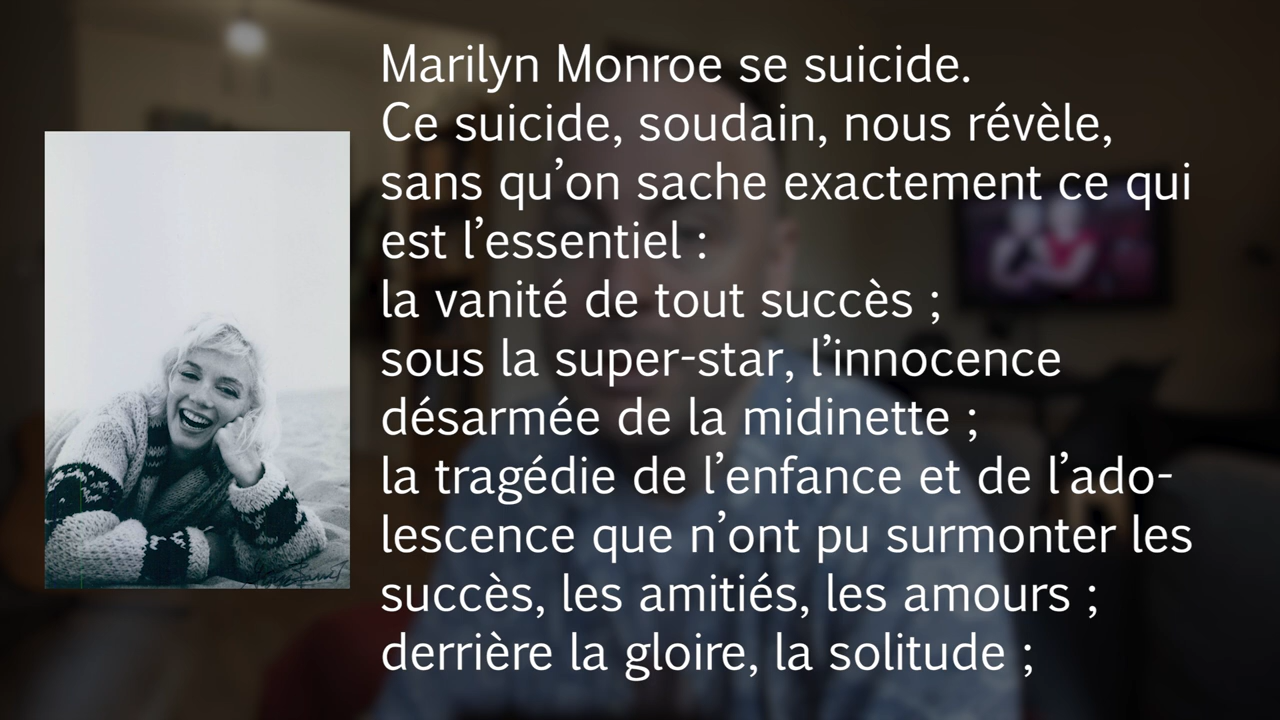 Marilyn Monroe se suicide.
Ce suicide, soudain, nous révèle,
sans qu’on sache exactement ce qui
est l’essentiel :
la vanité de tout succès ;
sous la super-star, l’innocence
désarmée de la midinette ;
la tragédie de l’enfance et de l’ado-
lescence que n’ont pu surmonter les
succès, les amitiés, les amours ;
derrière la gloire, la solitude ;